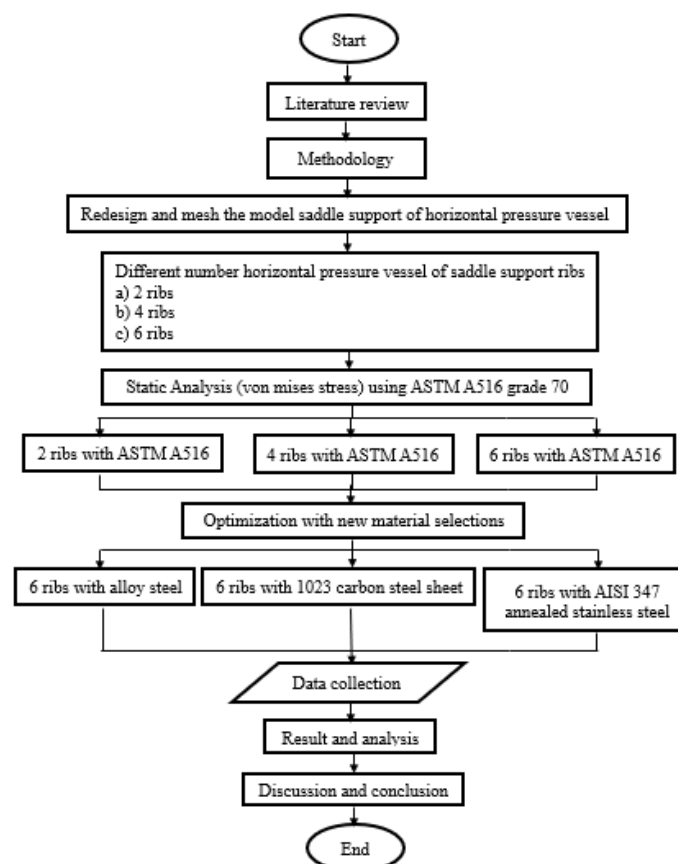 Start
Literature review
Methodology
Redesign and mesh the model saddle support of horizontal pressure vessel
Different number horizontal pressure vessel of saddle support ribs
a) 2 ribs
b) 4 ribs
c) 6 ribs
Static Analysis (von mises stress) using ASTM A516 grade 70
2 ribs with ASTM A516
4 ribs with ASTM A516
6 ribs with ASTM A516
Optimization with new material selections
6 ribs with alloy steel
6 ribs with 1023 carbon steel sheet
6 ribs with AISI 347
annealed stainless steel
Data collection
Result and analysis
Discussion and conclusion
End